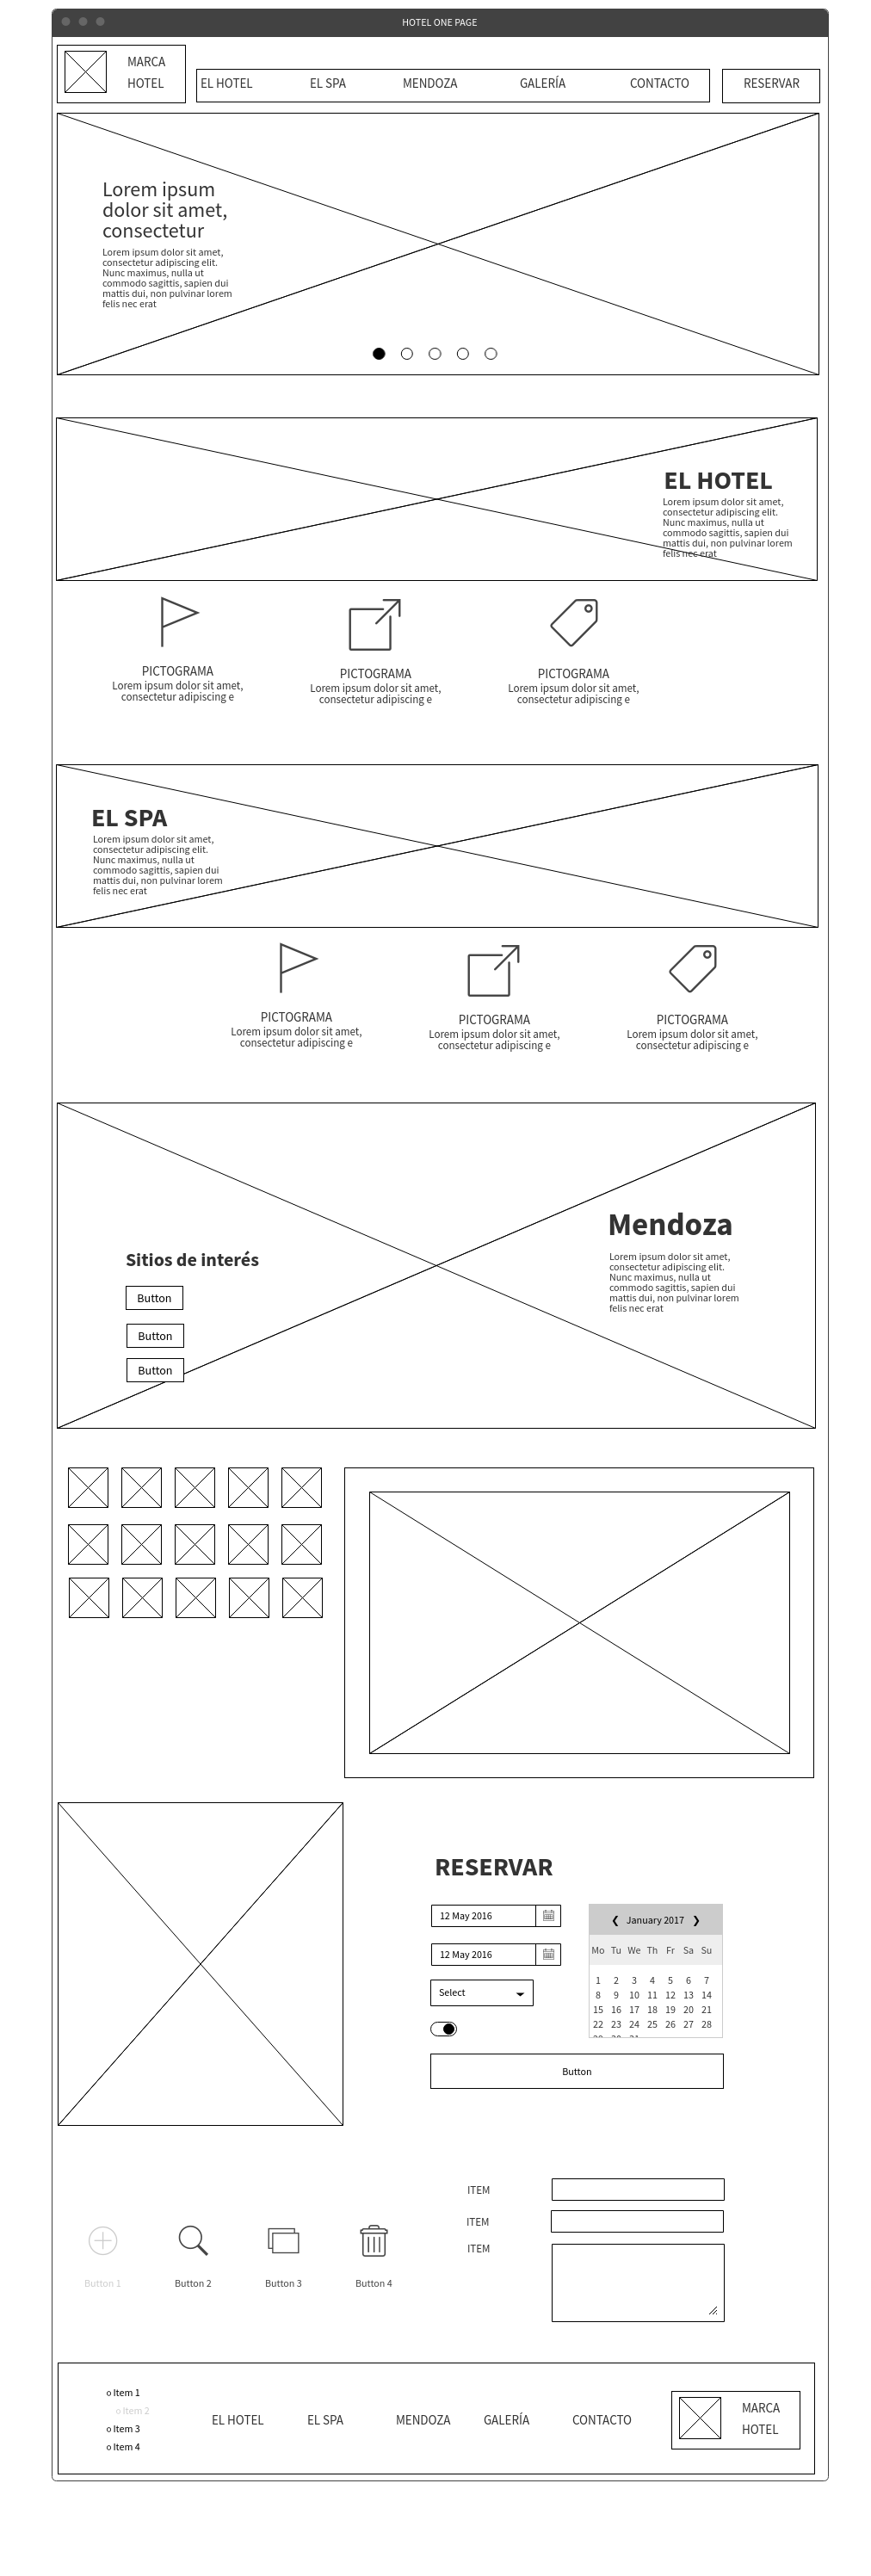 HOTEL ONE PAGE
MARCA
HOTEL
EL HOTEL EL SPA MENDOZA GALERÍA CONTACTO RESERVAR
Lorem ipsum
dolor sit amet,
consectetur
Lorem ipsum dolor sit amet,
consectetur adipiscing elit.
Nunc maximus, nulla ut
commodo sagittis, sapien dui
mattis dui, non pulvinar lorem
felis nec erat
EL HOTEL
Lorem ipsum dolor sit amet,
consectetur adipiscing elit.
Nunc maximus, nulla ut
commodo sagittis, sapien dui
mattis dui, non pulvinar lorem
felis nec erat
PICTOGRAMA
Lorem ipsum dolor sit amet,
consectetur adipiscing e
PICTOGRAMA
Lorem ipsum dolor sit amet,
consectetur adipiscing e
PICTOGRAMA
Lorem ipsum dolor sit amet,
consectetur adipiscing e
EL SPA
Lorem ipsum dolor sit amet,
consectetur adipiscing elit.
Nunc maximus, nulla ut
commodo sagittis, sapien dui
mattis dui, non pulvinar lorem
felis nec erat
PICTOGRAMA
Lorem ipsum dolor sit amet,
consectetur adipiscing e
PICTOGRAMA
Lorem ipsum dolor sit amet,
consectetur adipiscing e
PICTOGRAMA
Lorem ipsum dolor sit amet,
consectetur adipiscing e
Mendoza
Lorem ipsum dolor sit amet,
consectetur adipiscing elit.
Nunc maximus, nulla ut
commodo sagittis, sapien dui
mattis dui, non pulvinar lorem
felis nec erat
Sitios de interés
Button
Button
Button
RESERVAR
12 May 2016
12 May 2016
Select
January 2017
Mo Tu We Th Fr Sa Su
1 2 3 4 5 6 7
8 9 10 11 12 13 14
15 16 17 18 19 20 21
22 23 24 25 26 27 28
29 30 31
Button
ITEM
ITEM
ITEM
Button 1 Button 2 Button 3 Button 4
o Item 1
o Item 2
o Item 3
o Item 4
EL HOTEL EL SPA MENDOZA GALERÍA CONTACTO
MARCA
HOTEL